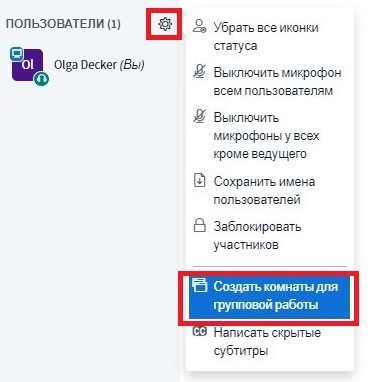 ПОЛЬЗОВАТЕЛИ (1)
Ol
Olga Decker (Вы)
Убрать все иконки
статуса
Выключить микрофон
всем пользователям
Выключить
микрофоны у всех
кроме ведущего
Сохранить имена
пользователей
Заблокировать
участников
Создать комнаты для
групповой работы
CC Написать скрытые
субтитры